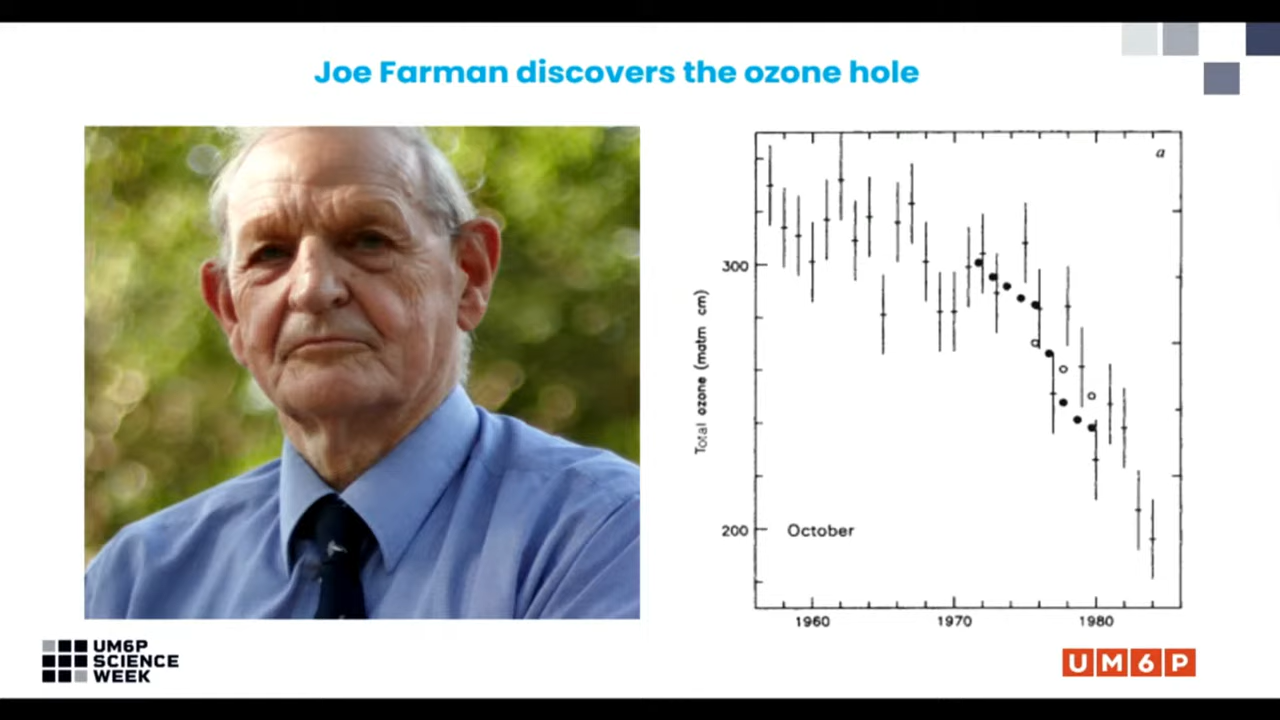 Joe Farman discovers the ozone hole
a
300
200
Total ozone (matm cm)
October
1960 1970 1980
UM6P
SCIENCE
WEEK
UM6P